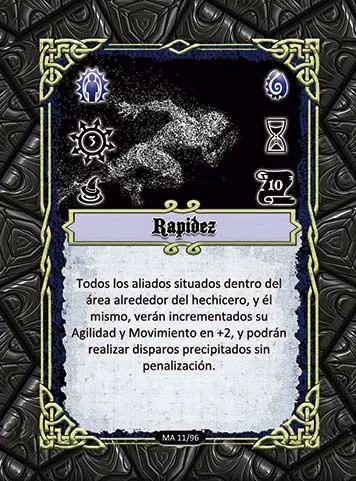 3
10
Rapidez
Todos los aliados situados dentro del
área alrededor del hechicero, y él
mismo, verán incrementados su
Agilidad y Movimiento en +2, y podrán
realizar disparos precipitados sin
penalización.
MA 11/96